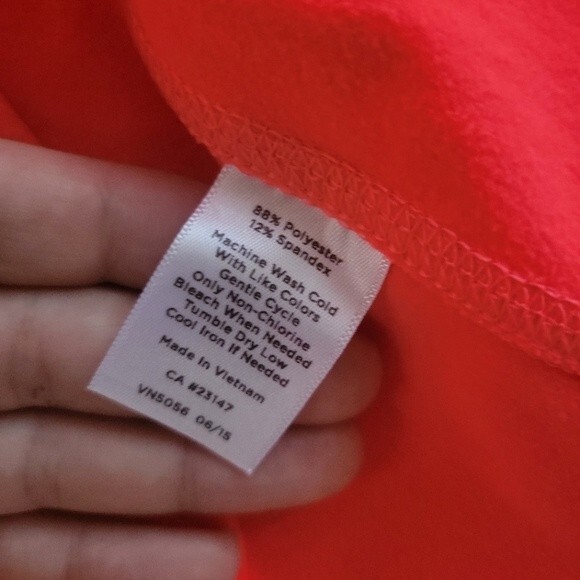 88% Polyester
12% Spandex
Machine Wash Cold
With Like Colors
Gentle Cycle
Only Non-Chlorine
Bleach When Needed
Tumble Dry Low
Cool Iron If Needed
Made In Vietnam
CA #23147
VN5056 06/15